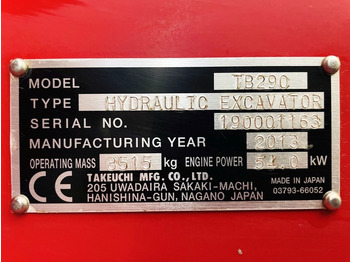 MODEL TB290
TYPE HYDRAULIC EXCAVATOR
SERIAL NO. 190001163
MANUFACTURING YEAR 2013
OPERATING MASS 8515 kg ENGINE POWER 51.0 kW
CE TAKEUCHI MFG. CO., LTD. MADE IN JAPAN
205 UWADAIRA SAKAKI-MACHI, 03793-66052
HANISHINA-GUN, NAGANO JAPAN